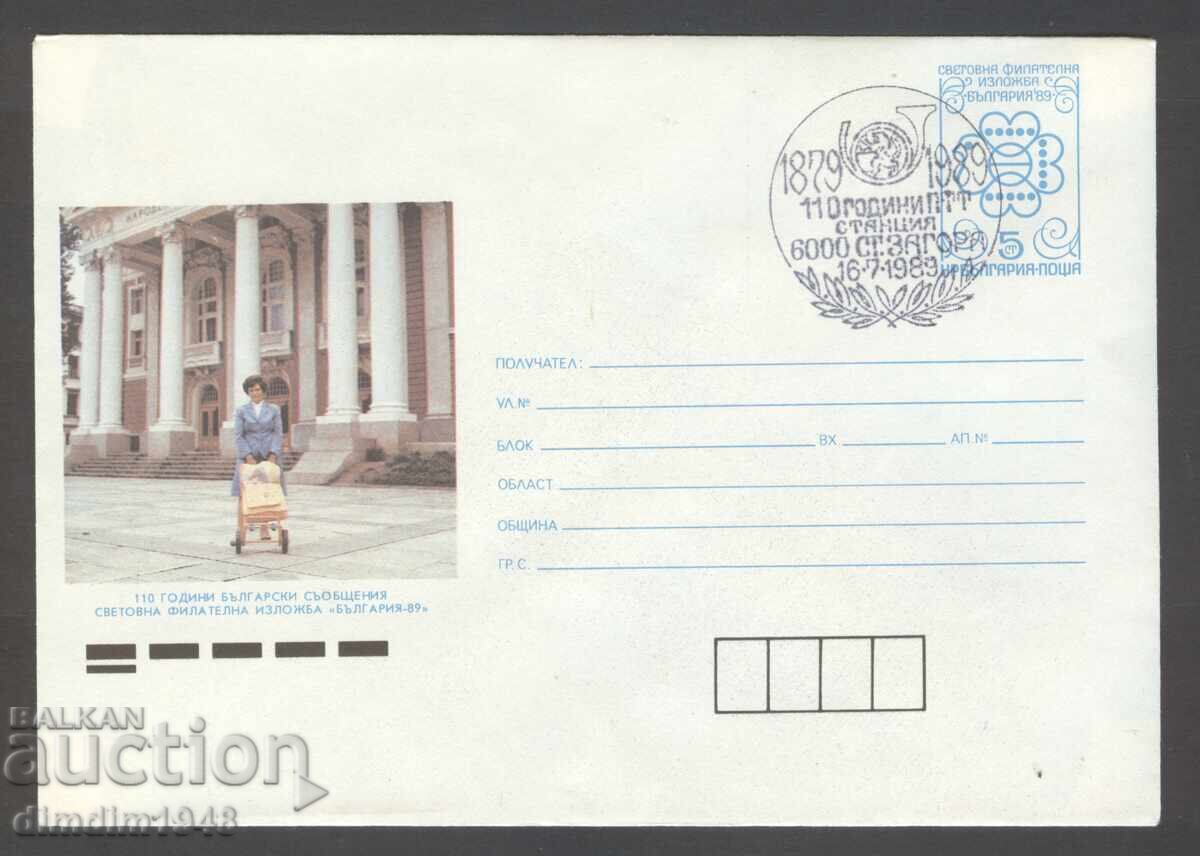 СВЕТОВНА ФИЛАТЕЛНА
ИЗЛОЖБА
·БЪЛГАРИЯ'89·
5
СТ
НР БЪЛГАРИЯ·ПОЩА
1879 1989
110 ГОДИНИ ПТТ
СТАНЦИЯ
6000 СТ. ЗАГОРА
16·7·1989
ПОЛУЧАТЕЛ:
УЛ.№
БЛОК ВХ. АП.№
ОБЛАСТ
ОБЩИНА
ГР.С.
110 ГОДИНИ БЪЛГАРСКИ СЪОБЩЕНИЯ
СВЕТОВНА ФИЛАТЕЛНА ИЗЛОЖБА «БЪЛГАРИЯ-89»
BALKAN
auction
dimdim1948